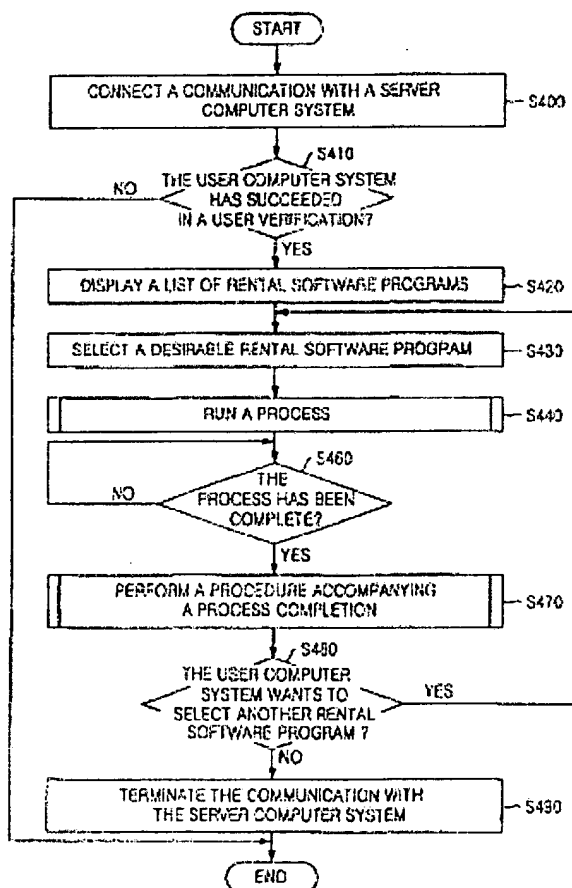 START
CONNECT A COMMUNICATION WITH A SERVER
COMPUTER SYSTEM
S400
S410
NO
THE USER COMPUTER SYSTEM
HAS SUCCEEDED
IN A USER VERIFICATION?
YES
DISPLAY A LIST OF RENTAL SOFTWARE PROGRAMS
S420
SELECT A DESIRABLE RENTAL SOFTWARE PROGRAM
S430
RUN A PROCESS
S440
S460
NO
THE
PROCESS HAS BEEN
COMPLETE?
YES
PERFORM A PROCEDURE ACCOMPANYING
A PROCESS COMPLETION
S470
S480
THE USER COMPUTER
SYSTEM WANTS TO
SELECT ANOTHER RENTAL
SOFTWARE PROGRAM ?
YES
NO
TERMINATE THE COMMUNICATION WITH
THE SERVER COMPUTER SYSTEM
S490
END